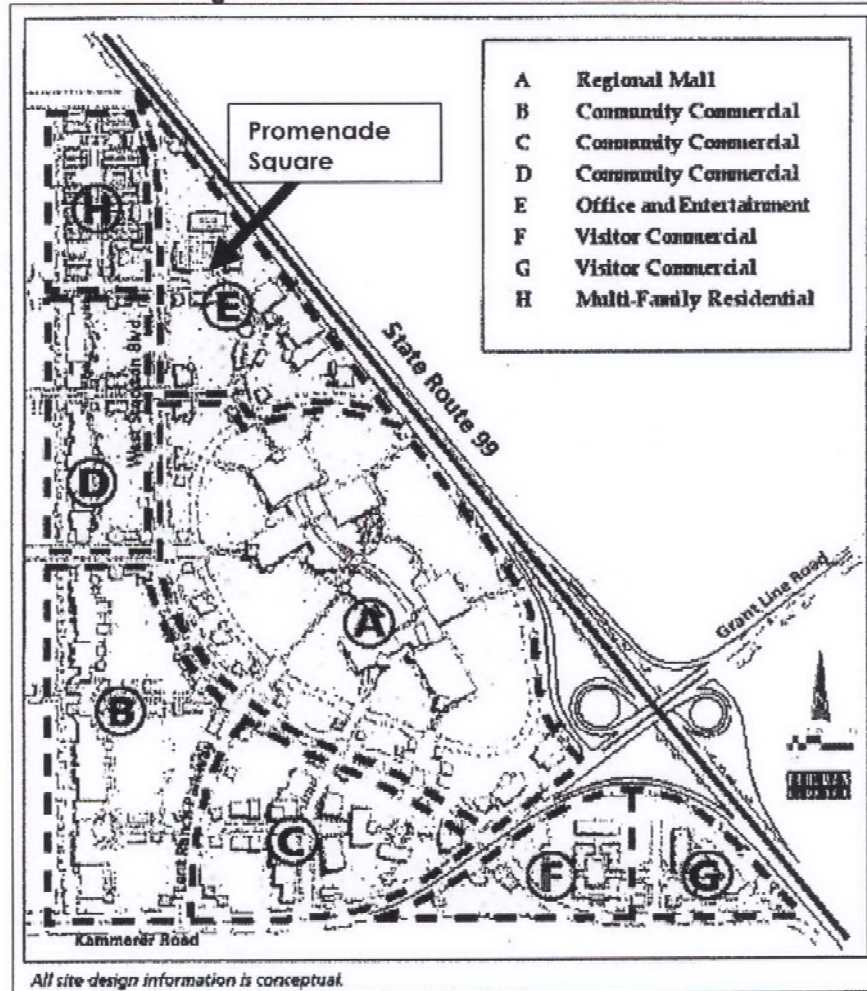 Promenade
Square
A Regional Mall
B Community Commercial
C Community Commercial
D Community Commercial
E Office and Entertainment
F Visitor Commercial
G Visitor Commercial
H Multi-Family Residential
H
E
State Route 99
West Stockton Blvd.
D
A
Grant Line Road
B
C
F
G
Kammerer Road
All site design information is conceptual.